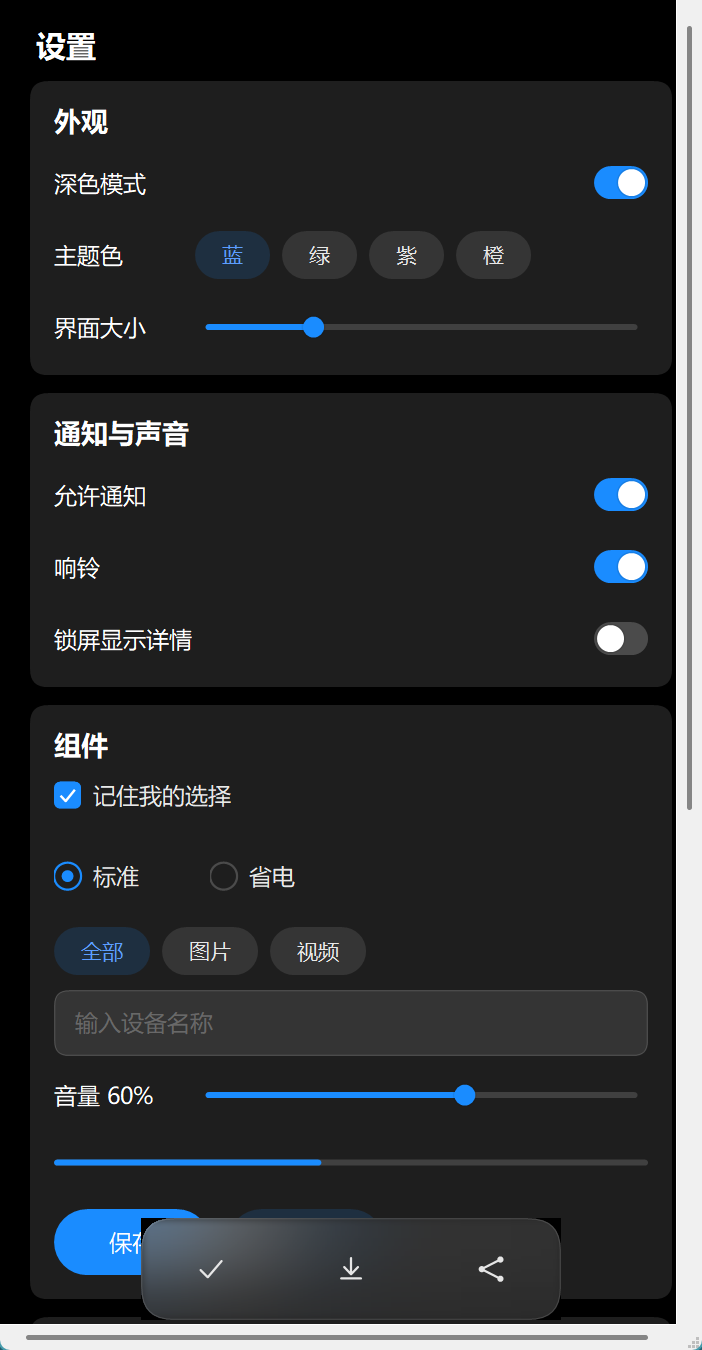 设置
外观
深色模式
主题色 蓝 绿 紫 橙
界面大小
通知与声音
允许通知
响铃
锁屏显示详情
组件
记住我的选择
标准 省电
全部 图片 视频
输入设备名称
音量 60%
保存